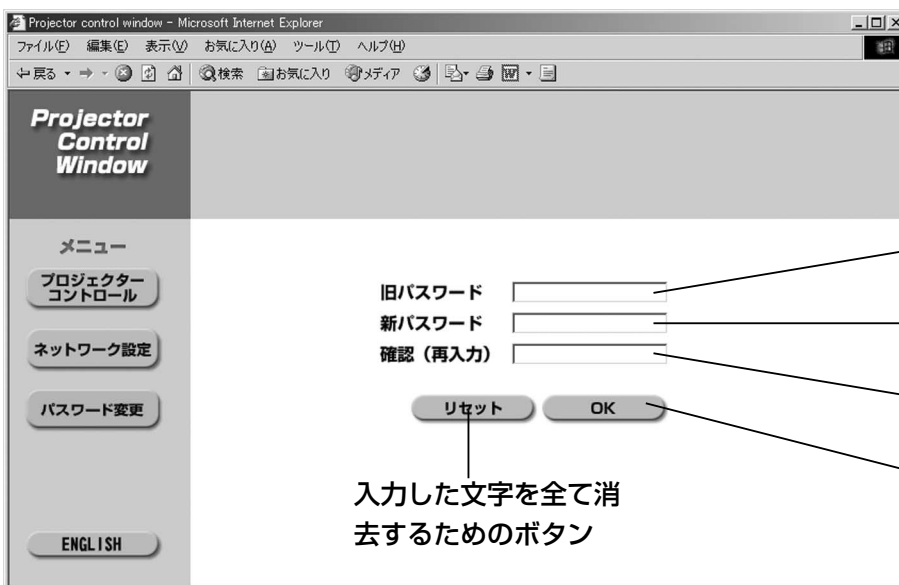 Projector control window - Microsoft Internet Explorer
ファイル(F) 編集(E) 表示(V) お気に入り(A) ツール(T) ヘルプ(H)
戻る 検索 お気に入り メディア
Projector
Control
Window
メニュー
プロジェクター
コントロール
ネットワーク設定
パスワード変更
ENGLISH
旧パスワード
新パスワード
確認（再入力）
リセット OK
入力した文字を全て消
去するためのボタン